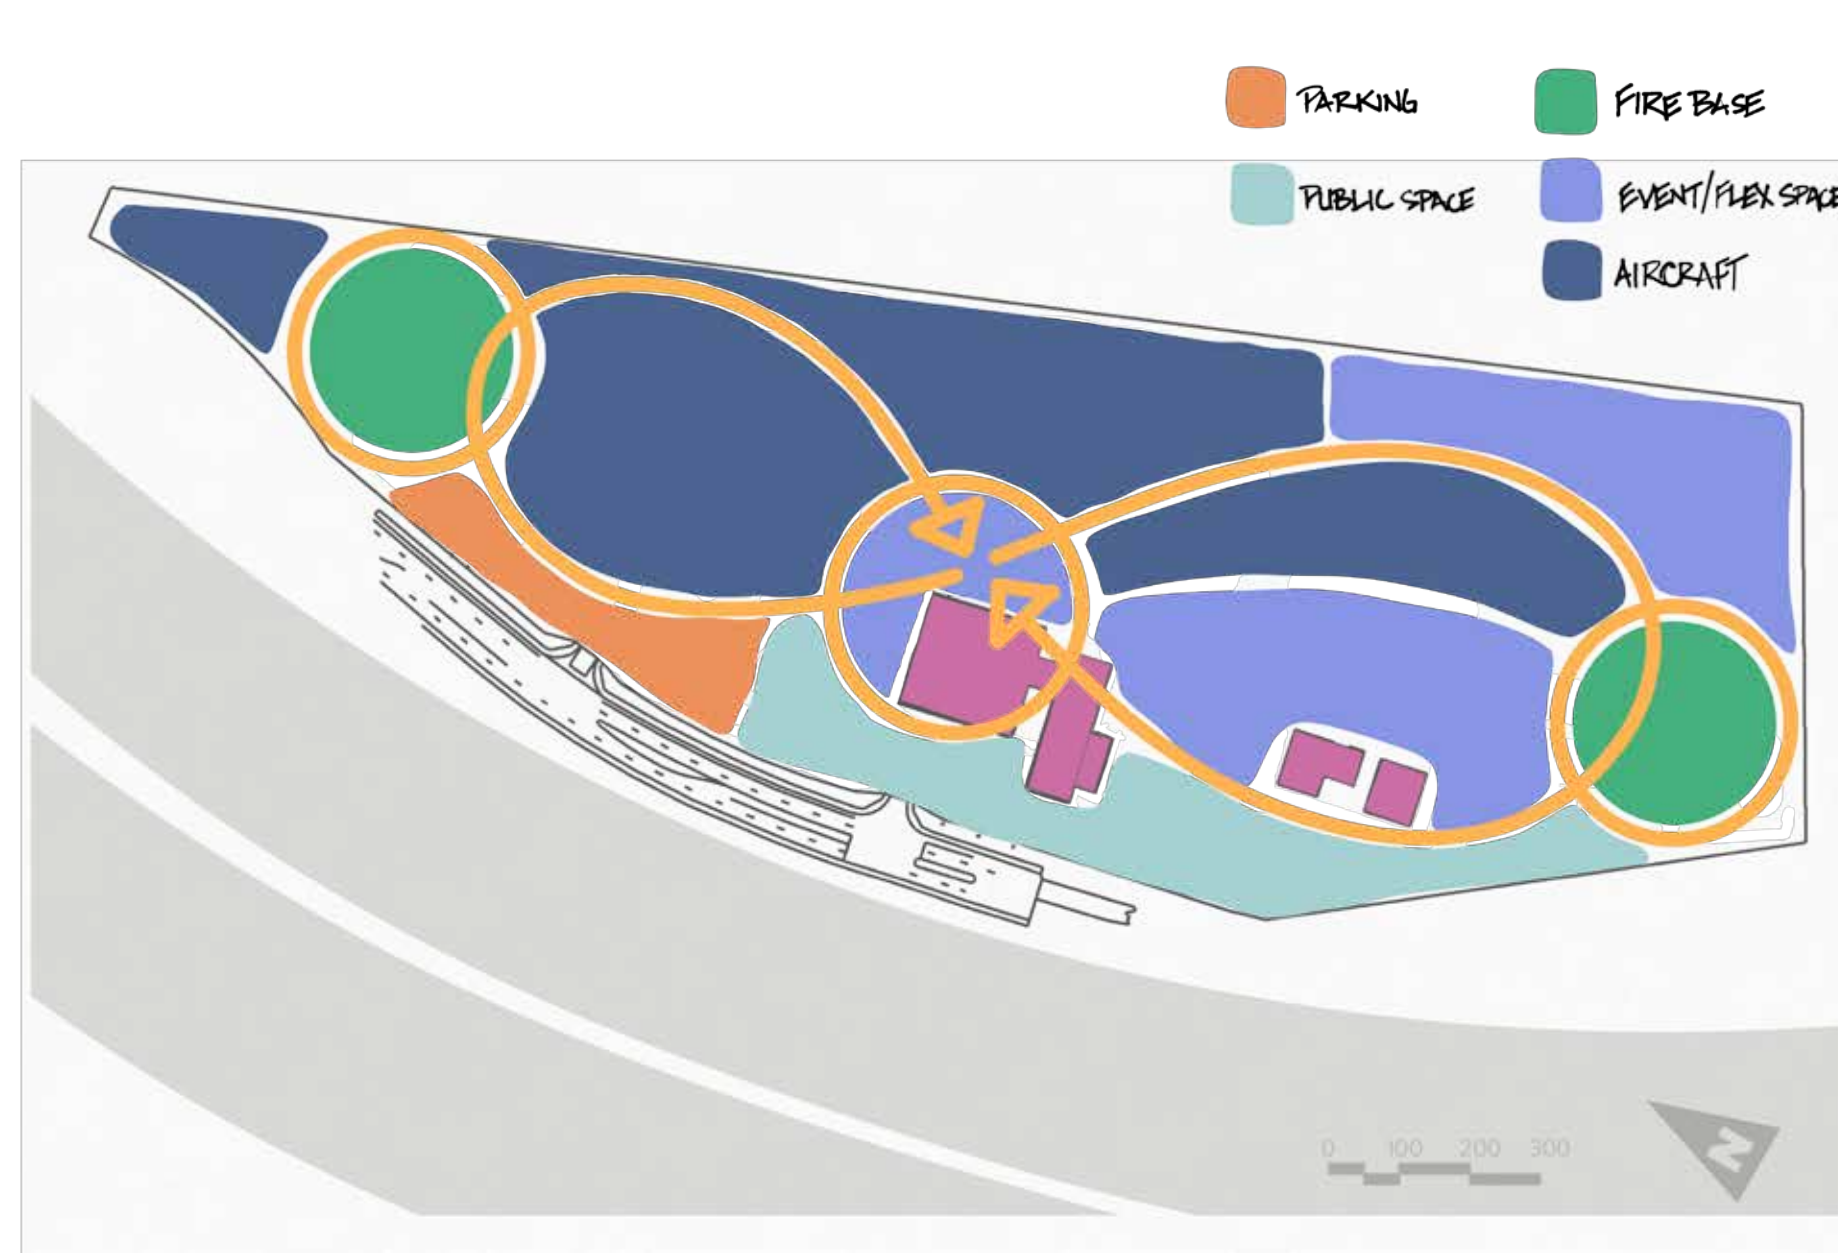 PARKING
FIRE BASE
PUBLIC SPACE
EVENT/FLEX SPACE
AIRCRAFT
0 100 200 300
N